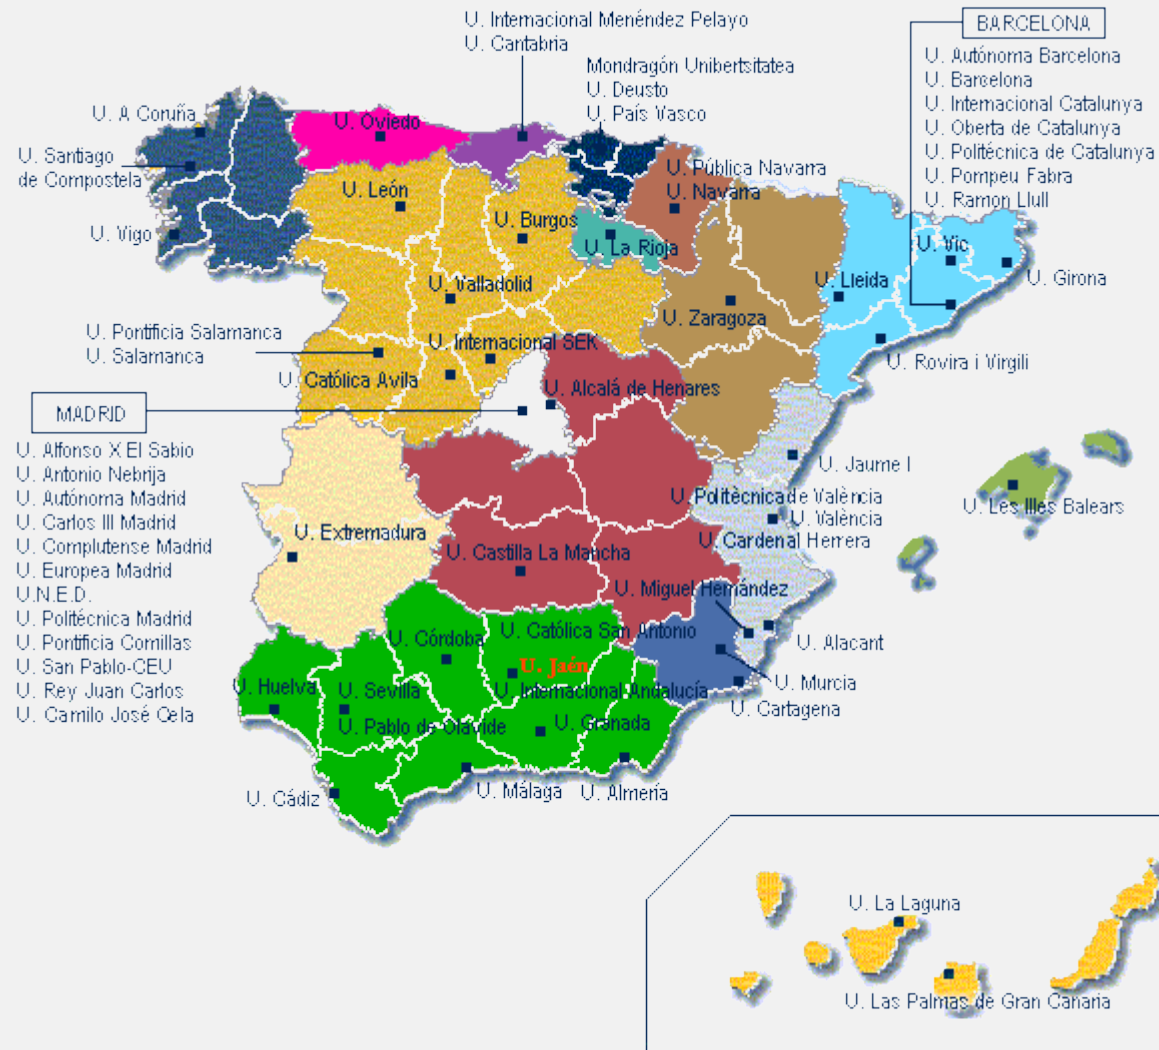 U. Internacional Menéndez Pelayo
U. Cantabria
BARCELONA
U. Autónoma Barcelona
U. Barcelona
U. Internacional Catalunya
U. Oberta de Catalunya
U. Politécnica de Catalunya
U. Pompeu Fabra
U. Ramon Llull
Mondragón Unibertsitatea
U. Deusto
U. País Vasco
U. A Coruña
U. Oviedo
U. Santiago
de Compostela
U. Pública Navarra
U. Navarra
U. León
U. Burgos
U. La Rioja
U. Vigo
U. Vic
U. Girona
U. Lleida
U. Valladolid
U. Zaragoza
U. Pontificia Salamanca
U. Salamanca
U. Internacional SEK
U. Rovira i Virgili
U. Católica Avila
U. Alcalá de Henares
MADRID
U. Alfonso X El Sabio
U. Antonio Nebrija
U. Autónoma Madrid
U. Carlos III Madrid
U. Complutense Madrid
U. Europea Madrid
U.N.E.D.
U. Politécnica Madrid
U. Pontificia Comillas
U. San Pablo-CEU
U. Rey Juan Carlos
U. Camilo José Cela
U. Jaume I
U. Politècnica de València
U. València
U. Cardenal Herrera
U. Les Illes Balears
U. Extremadura
U. Castilla La Mancha
U. Miguel Hernández
U. Alacant
U. Córdoba
U. Católica San Antonio
U. Jaén
U. Murcia
U. Huelva
U. Sevilla
U. Internacional Andalucía
U. Cartagena
U. Pablo de Olavide
U. Granada
U. Cádiz
U. Málaga
U. Almería
U. La Laguna
U. Las Palmas de Gran Canaria